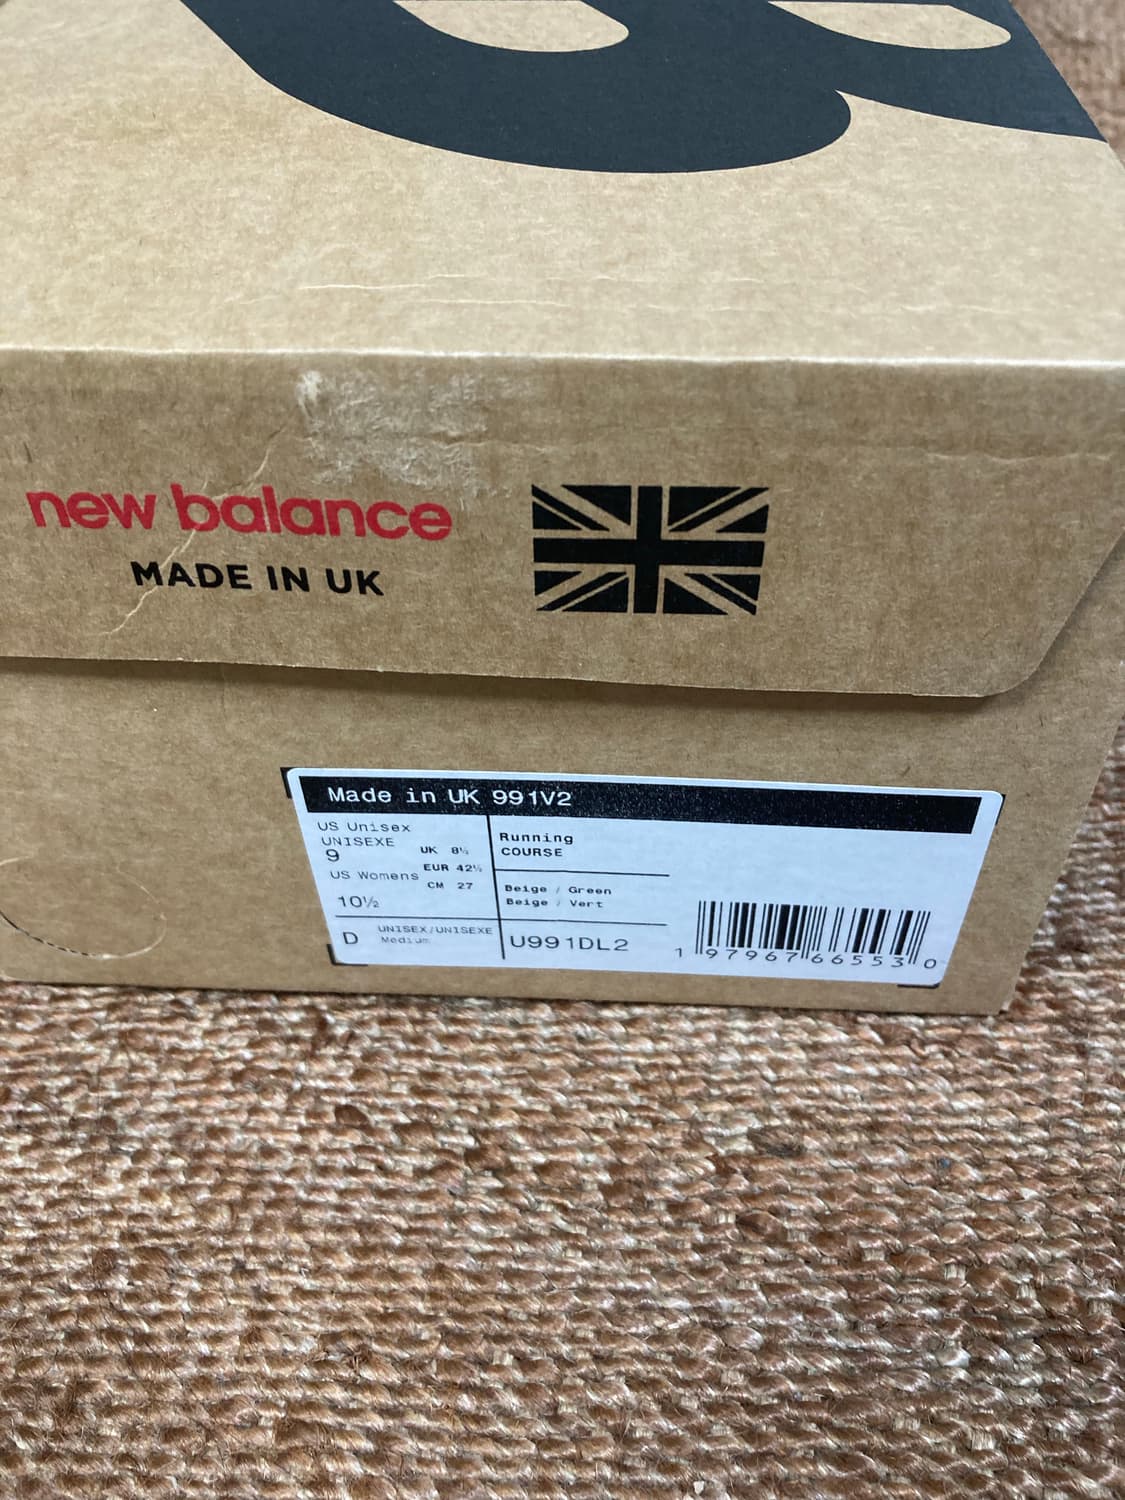 new balance
MADE IN UK
Made in UK 991V2
US Unisex
UNISEXE
9
UK 8½
EUR 42½
CM 27
US Womens
10½
D
UNISEX/UNISEXE
Medium
Running
COURSE
Beige / Green
Beige / Vert
U991DL2
1 97967 66553 0